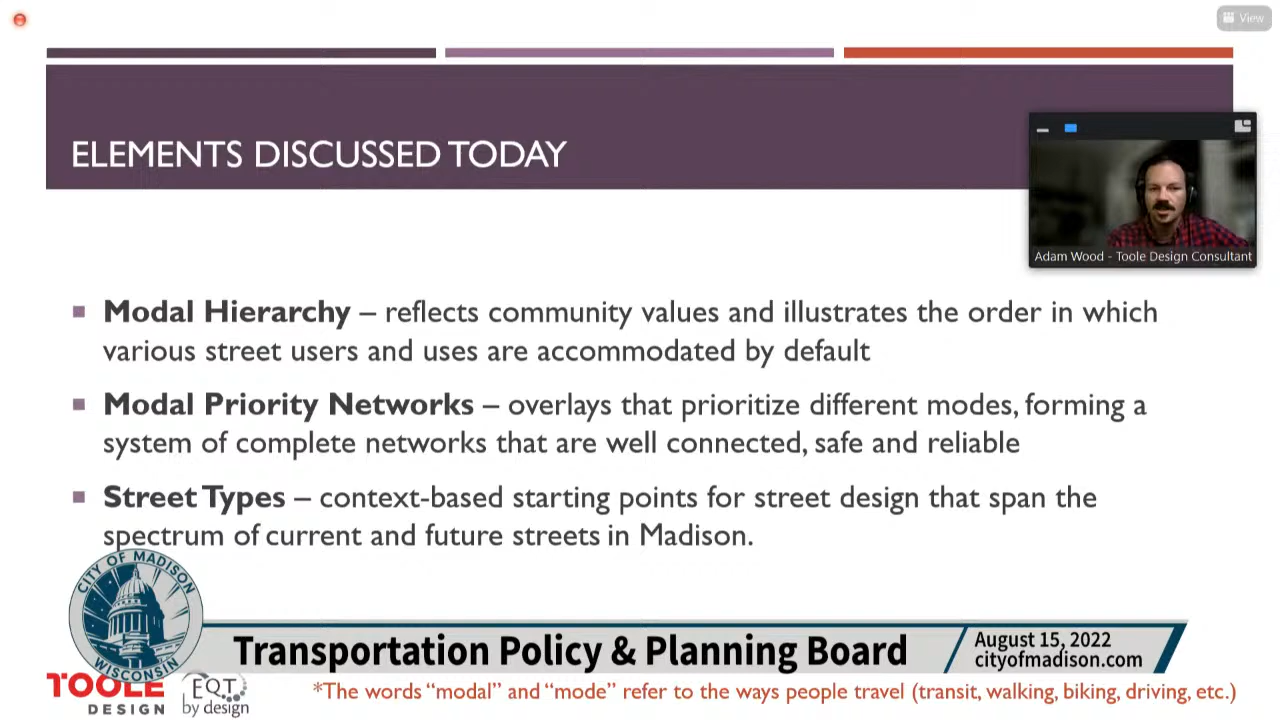 View
ELEMENTS DISCUSSED TODAY
Adam Wood - Toole Design Consultant
Modal Hierarchy – reflects community values and illustrates the order in which
various street users and uses are accommodated by default
Modal Priority Networks – overlays that prioritize different modes, forming a
system of complete networks that are well connected, safe and reliable
Street Types – context-based starting points for street design that span the
spectrum of current and future streets in Madison.
CITY OF MADISON
WISCONSIN
Transportation Policy & Planning Board
August 15, 2022
cityofmadison.com
TOOLE
DESIGN
EQT
by design
*The words “modal” and “mode” refer to the ways people travel (transit, walking, biking, driving, etc.)